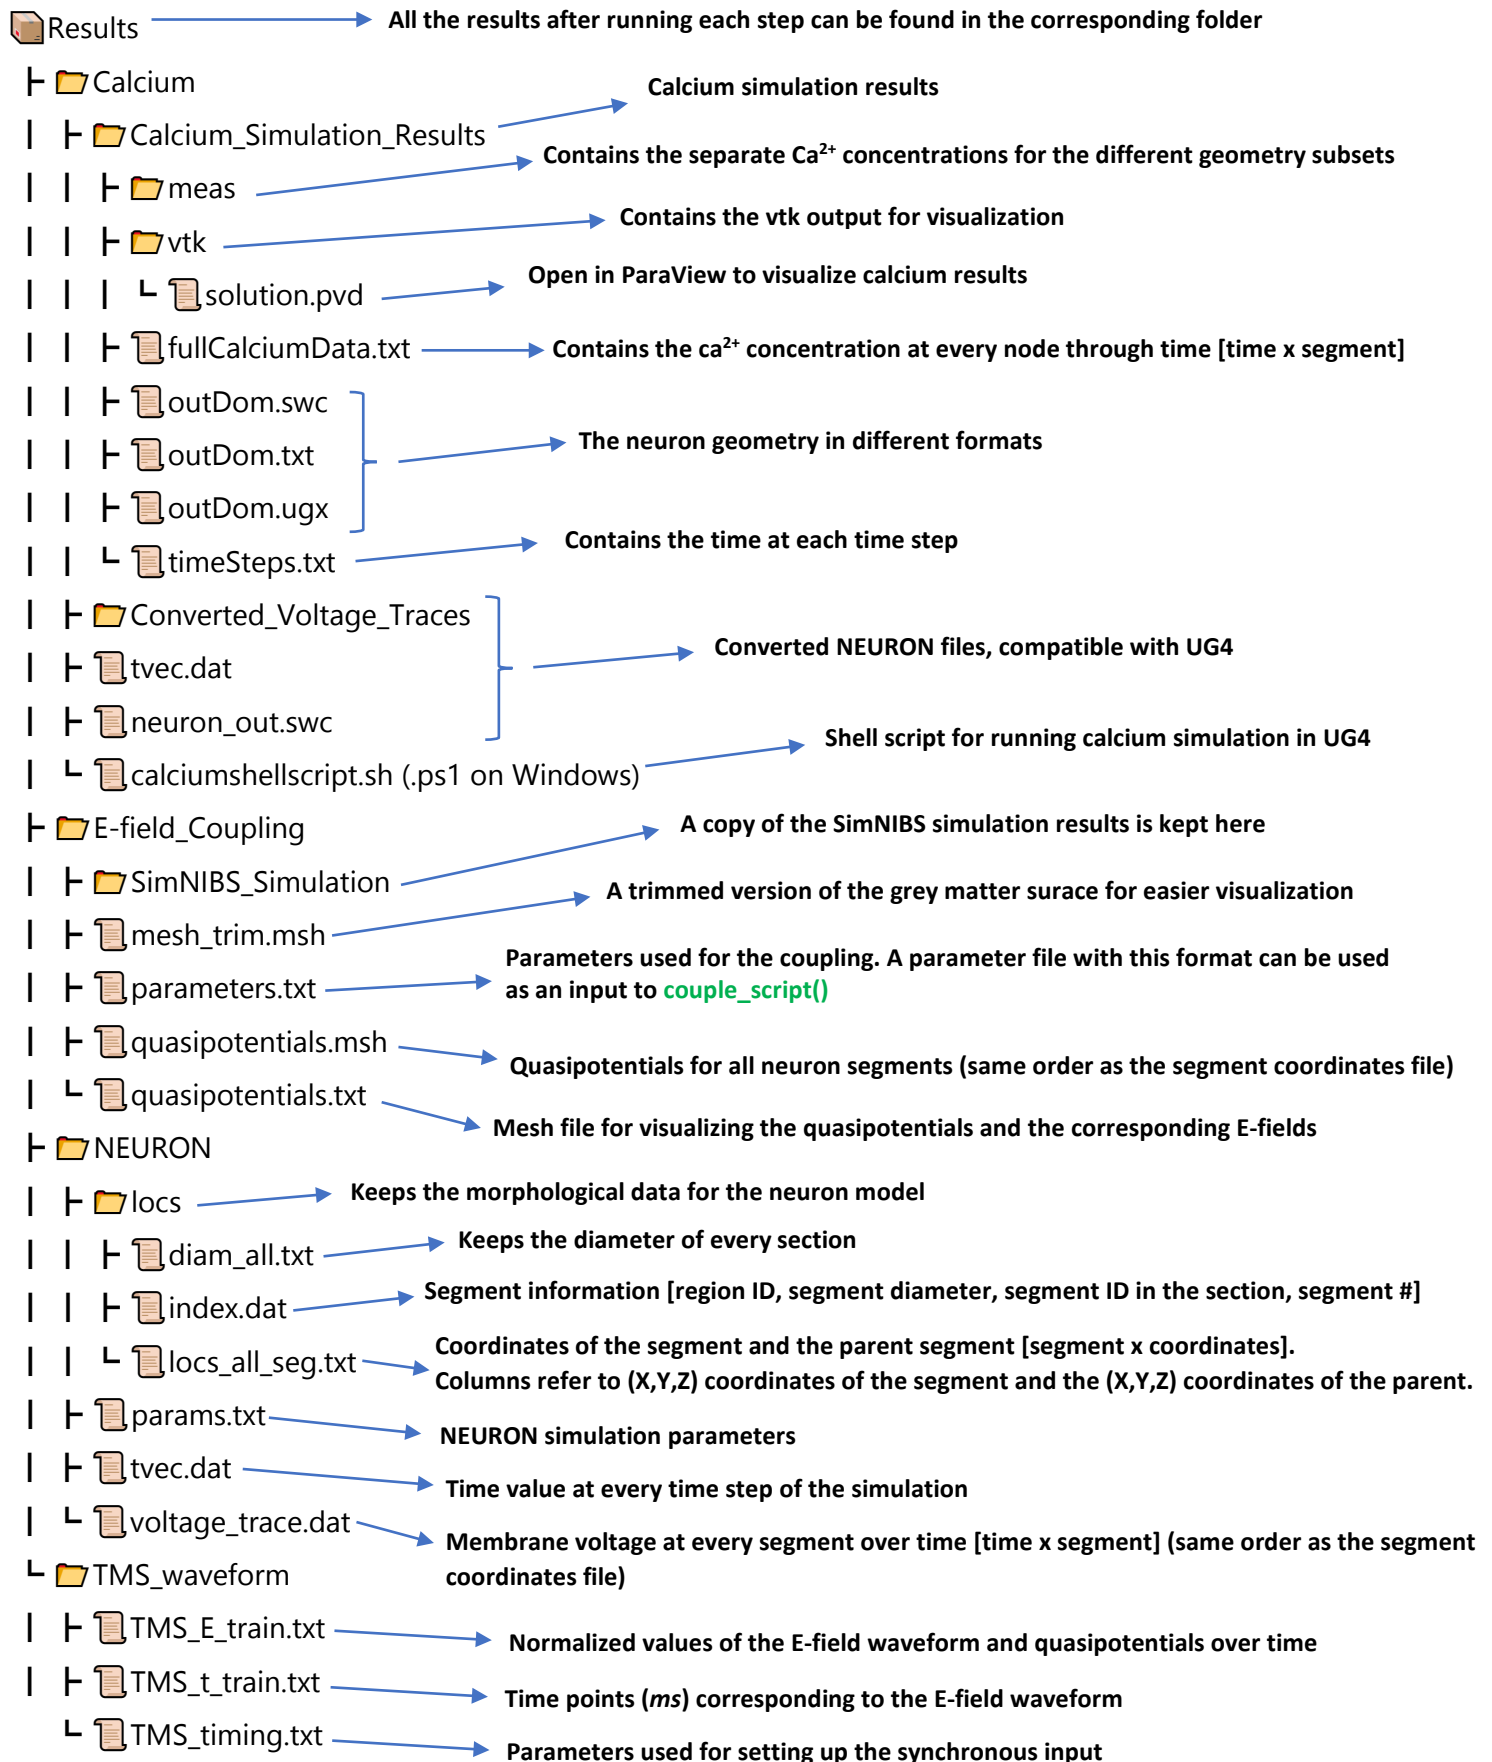 Results
All the results after running each step can be found in the corresponding folder
Calcium
Calcium simulation results
Calcium_Simulation_Results
Contains the separate Ca²⁺ concentrations for the different geometry subsets
meas
Contains the vtk output for visualization
vtk
Open in ParaView to visualize calcium results
solution.pvd
fullCalciumData.txt
Contains the ca²⁺ concentration at every node through time [time x segment]
outDom.swc
The neuron geometry in different formats
outDom.txt
outDom.ugx
Contains the time at each time step
timeSteps.txt
Converted_Voltage_Traces
Converted NEURON files, compatible with UG4
tvec.dat
neuron_out.swc
Shell script for running calcium simulation in UG4
calciumshellscript.sh (.ps1 on Windows)
E-field_Coupling
A copy of the SimNIBS simulation results is kept here
SimNIBS_Simulation
A trimmed version of the grey matter surace for easier visualization
mesh_trim.msh
Parameters used for the coupling. A parameter file with this format can be used
as an input to couple_script()
parameters.txt
quasipotentials.msh
Quasipotentials for all neuron segments (same order as the segment coordinates file)
quasipotentials.txt
Mesh file for visualizing the quasipotentials and the corresponding E-fields
NEURON
Keeps the morphological data for the neuron model
locs
Keeps the diameter of every section
diam_all.txt
Segment information [region ID, segment diameter, segment ID in the section, segment #]
index.dat
Coordinates of the segment and the parent segment [segment x coordinates].
locs_all_seg.txt
Columns refer to (X,Y,Z) coordinates of the segment and the (X,Y,Z) coordinates of the parent.
params.txt
NEURON simulation parameters
tvec.dat
Time value at every time step of the simulation
voltage_trace.dat
Membrane voltage at every segment over time [time x segment] (same order as the segment
coordinates file)
TMS_waveform
TMS_E_train.txt
Normalized values of the E-field waveform and quasipotentials over time
TMS_t_train.txt
Time points (ms) corresponding to the E-field waveform
TMS_timing.txt
Parameters used for setting up the synchronous input